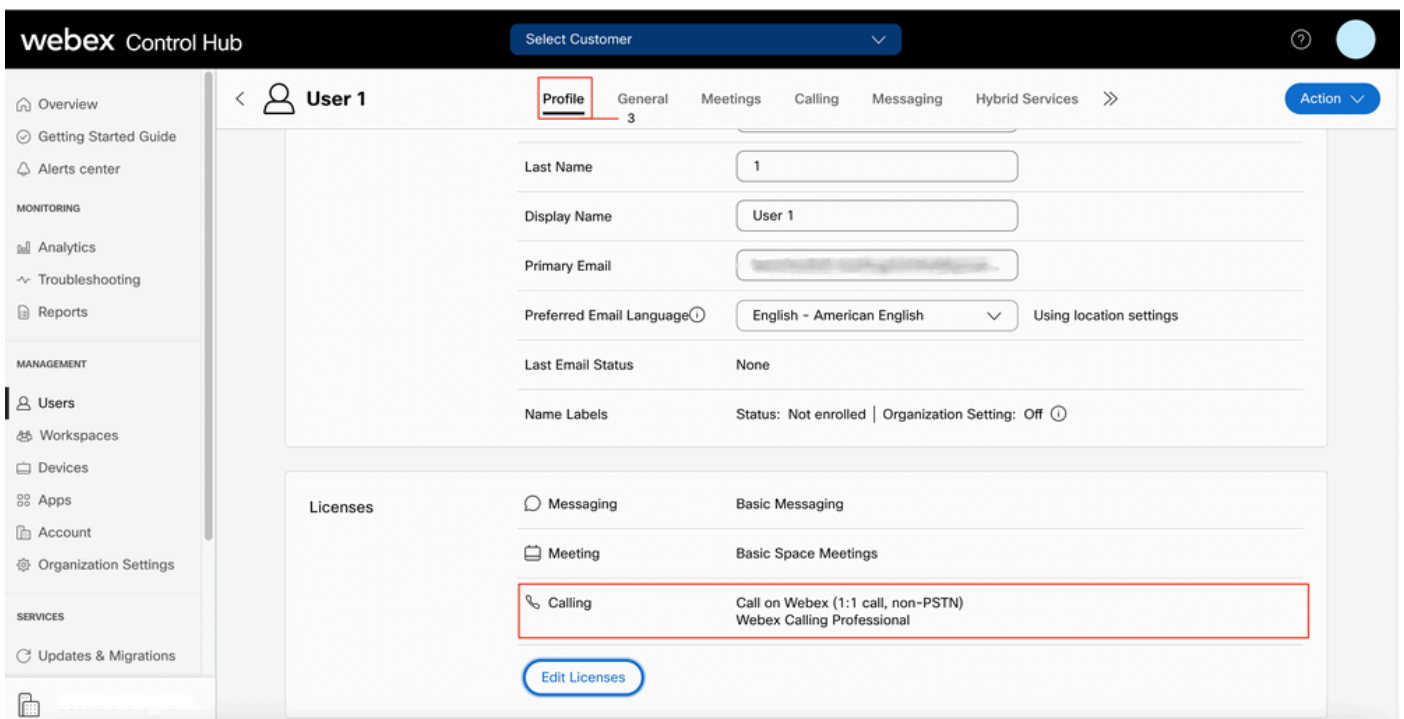 webex Control Hub
Select Customer
Overview
Getting Started Guide
Alerts center
MONITORING
Analytics
Troubleshooting
Reports
MANAGEMENT
Users
Workspaces
Devices
Apps
Account
Organization Settings
SERVICES
Updates & Migrations
User 1
Profile General Meetings Calling Messaging Hybrid Services
Action
3
Last Name 1
Display Name User 1
Primary Email
Preferred Email Language English - American English Using location settings
Last Email Status None
Name Labels Status: Not enrolled | Organization Setting: Off
Licenses
Messaging Basic Messaging
Meeting Basic Space Meetings
Calling Call on Webex (1:1 call, non-PSTN)
Webex Calling Professional
Edit Licenses